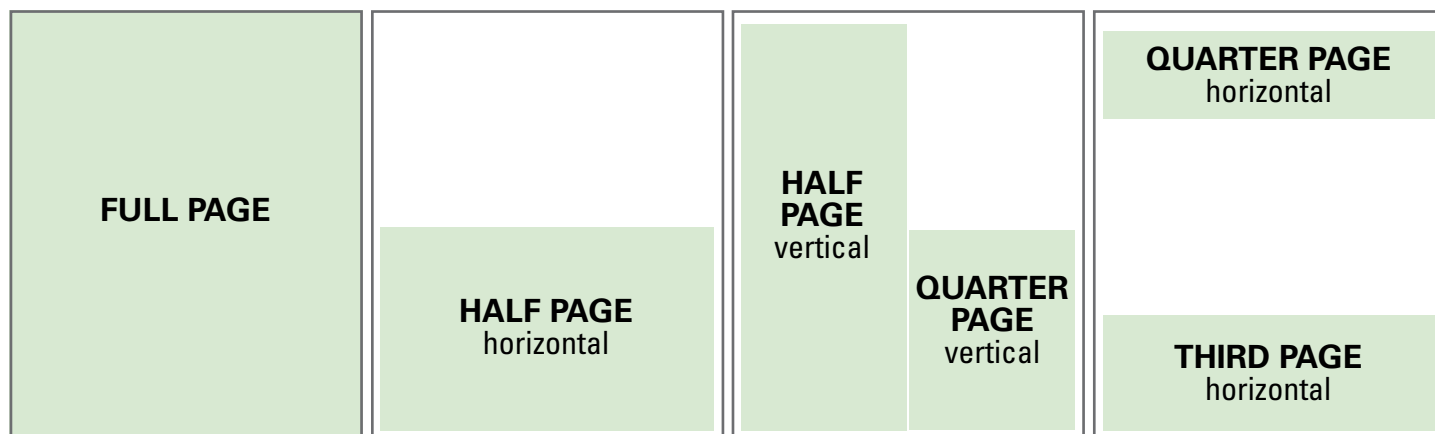 FULL PAGE
HALF PAGE
horizontal
HALF
PAGE
vertical
QUARTER
PAGE
vertical
QUARTER PAGE
horizontal
THIRD PAGE
horizontal